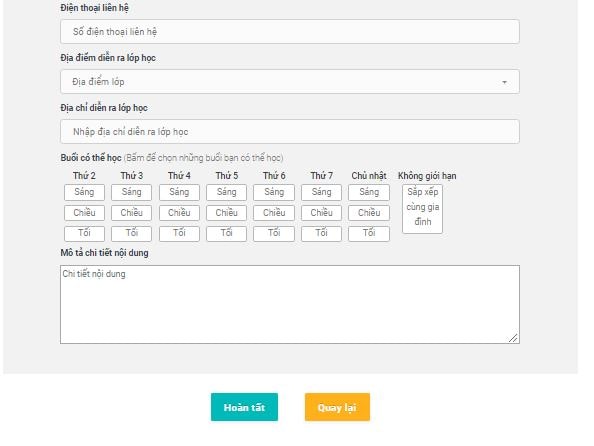 Điện thoại liên hệ
Số điện thoại liên hệ
Địa điểm diễn ra lớp học
Địa điểm lớp
Địa chỉ diễn ra lớp học
Nhập địa chỉ diễn ra lớp học
Buổi có thể học (Bấm để chọn những buổi bạn có thể học)
Thứ 2 Thứ 3 Thứ 4 Thứ 5 Thứ 6 Thứ 7 Chủ nhật Không giới hạn
Sáng Sáng Sáng Sáng Sáng Sáng Sáng Sắp xếp
Chiều Chiều Chiều Chiều Chiều Chiều Chiều cùng gia
Tối Tối Tối Tối Tối Tối Tối đình
Mô tả chi tiết nội dung
Chi tiết nội dung
Hoàn tất Quay lại